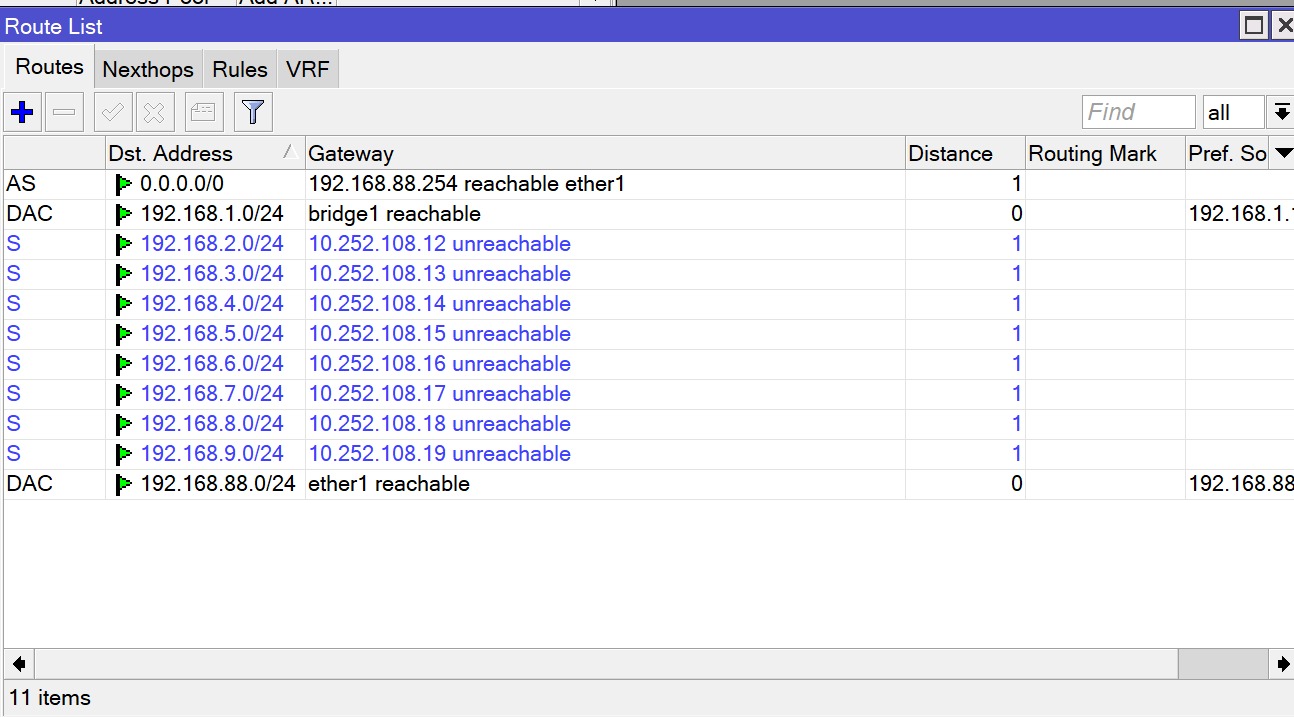 Route List
Routes Nexthops Rules VRF
Find all
Dst. Address Gateway Distance Routing Mark Pref. So
AS 0.0.0.0/0 192.168.88.254 reachable ether1 1
DAC 192.168.1.0/24 bridge1 reachable 0 192.168.1.
S 192.168.2.0/24 10.252.108.12 unreachable 1
S 192.168.3.0/24 10.252.108.13 unreachable 1
S 192.168.4.0/24 10.252.108.14 unreachable 1
S 192.168.5.0/24 10.252.108.15 unreachable 1
S 192.168.6.0/24 10.252.108.16 unreachable 1
S 192.168.7.0/24 10.252.108.17 unreachable 1
S 192.168.8.0/24 10.252.108.18 unreachable 1
S 192.168.9.0/24 10.252.108.19 unreachable 1
DAC 192.168.88.0/24 ether1 reachable 0 192.168.88
11 items